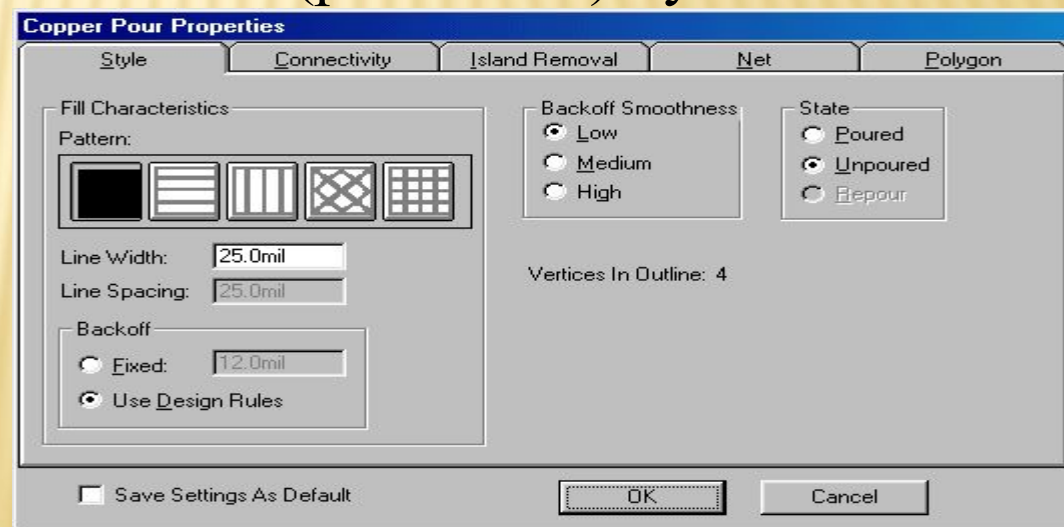 Copper Pour Properties
Style Connectivity Island Removal Net Polygon
Fill Characteristics
Pattern:
Line Width: 25.0mil
Line Spacing: 25.0mil
Backoff
Fixed: 12.0mil
Use Design Rules
Backoff Smoothness
Low
Medium
High
State
Poured
Unpoured
Repour
Vertices In Outline: 4
Save Settings As Default
OK Cancel